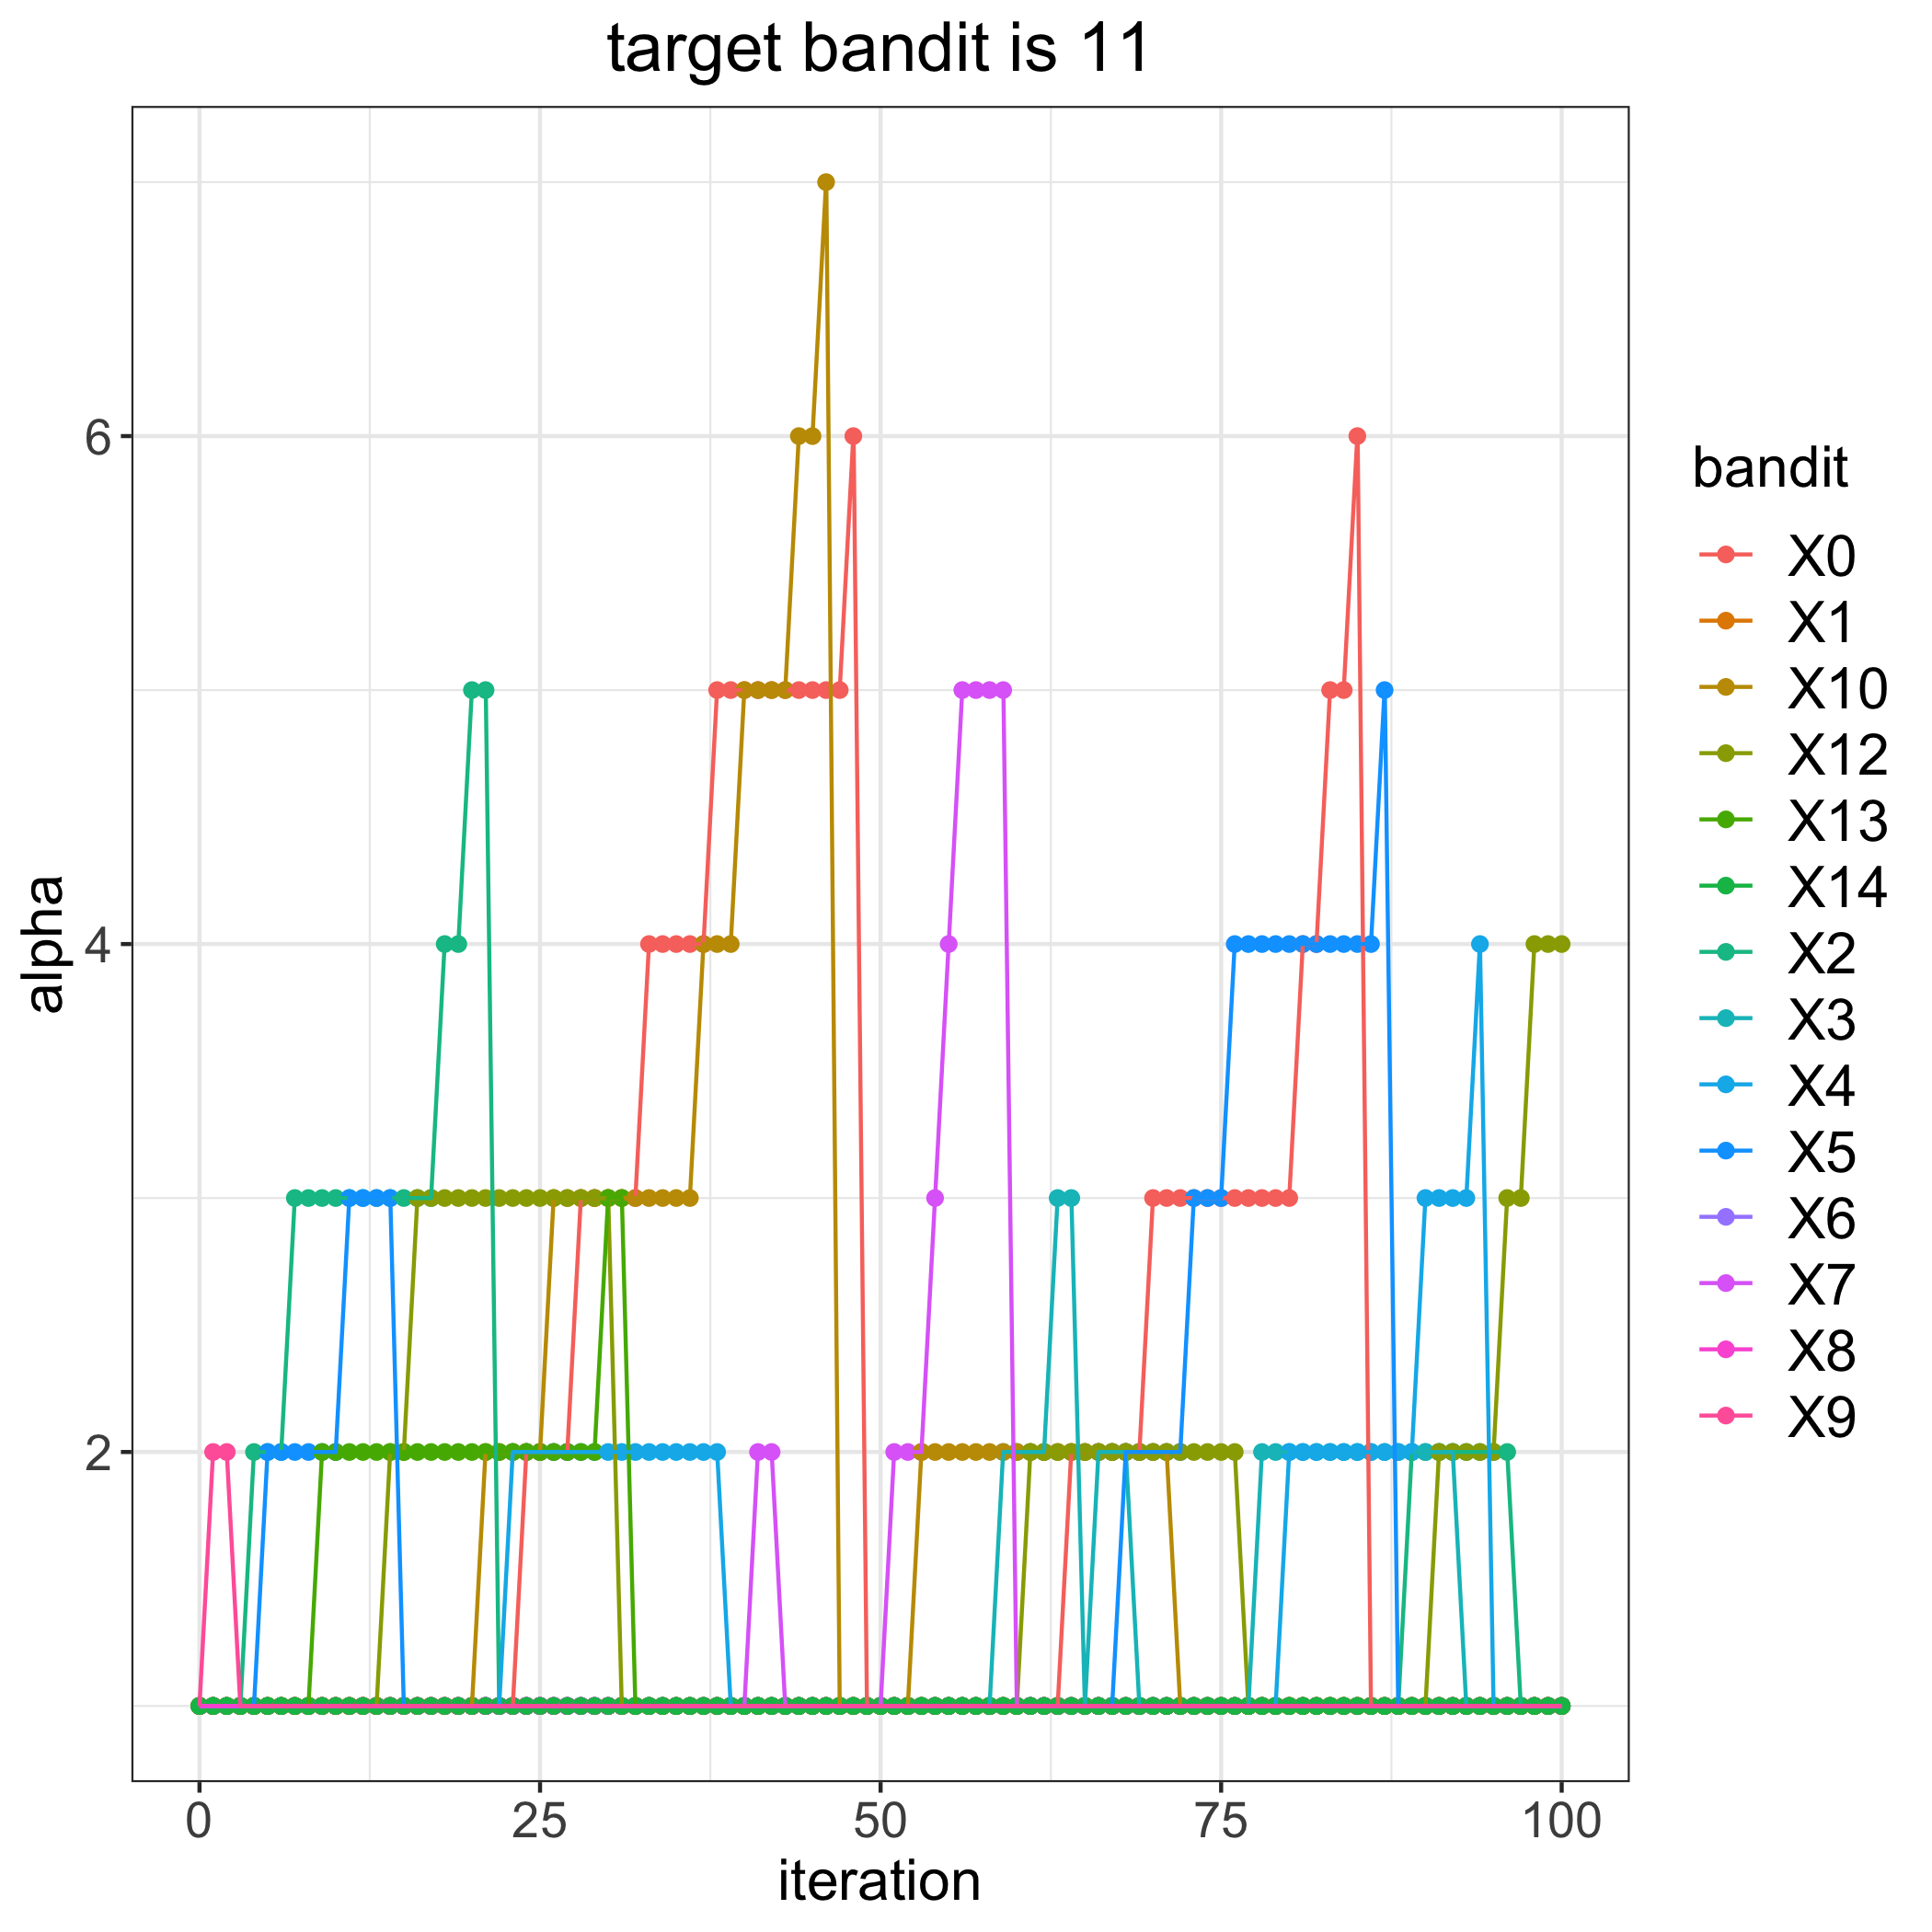 target bandit is 11
6
4
2
alpha
0 25 50 75 100
iteration
bandit
X0
X1
X10
X12
X13
X14
X2
X3
X4
X5
X6
X7
X8
X9